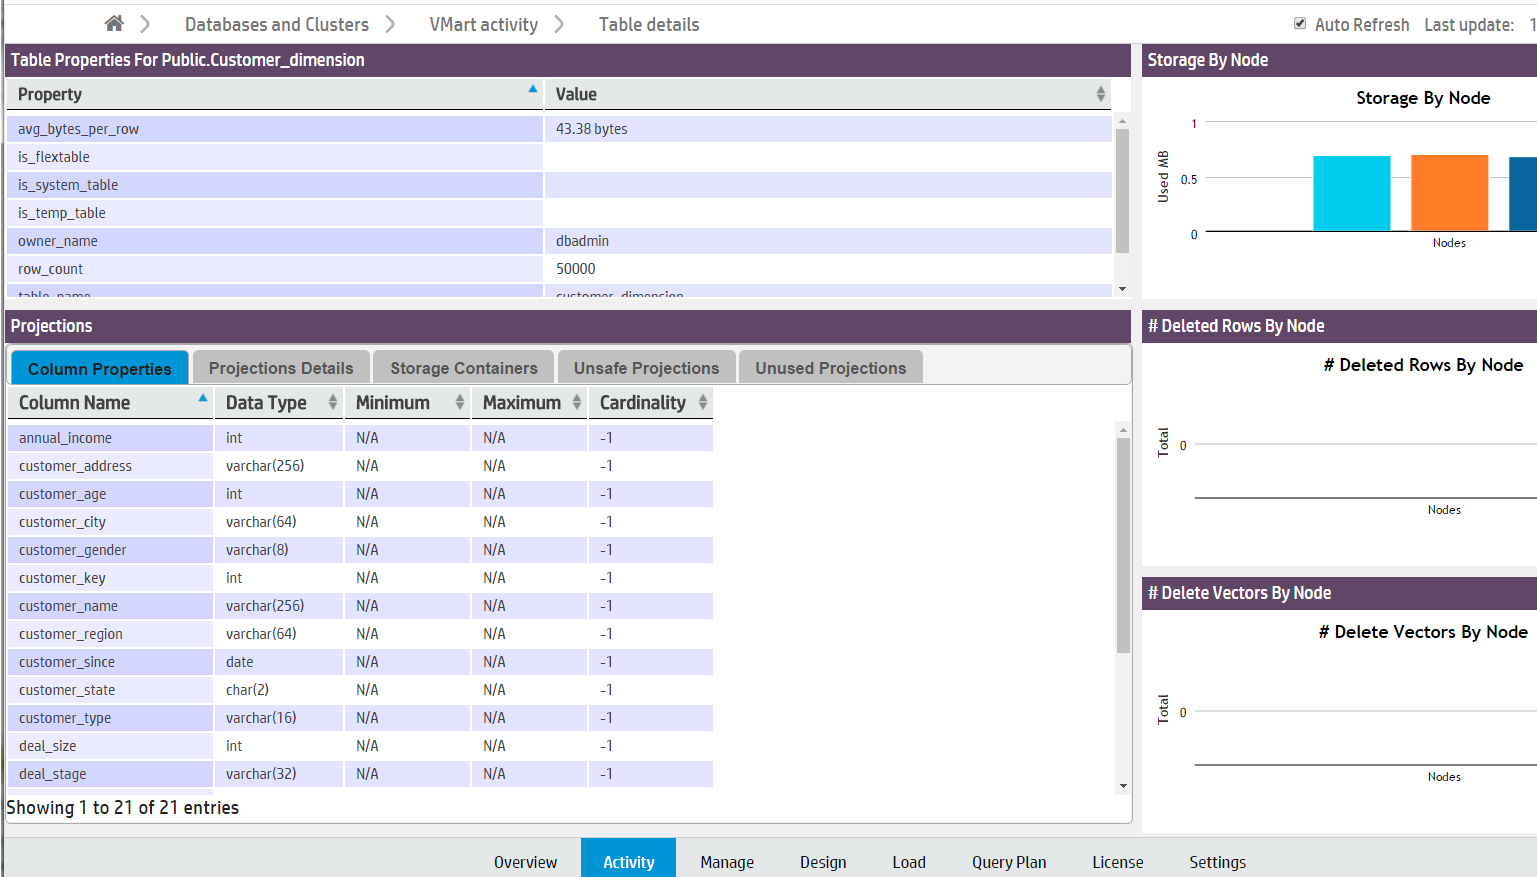 Databases and Clusters VMart activity Table details Auto Refresh Last update: 1
Table Properties For Public.Customer_dimension
Property Value
avg_bytes_per_row 43.38 bytes
is_flextable
is_system_table
is_temp_table
owner_name dbadmin
row_count 50000
table_name customer_dimension
Projections
Column Properties Projections Details Storage Containers Unsafe Projections Unused Projections
Column Name Data Type Minimum Maximum Cardinality
annual_income int N/A N/A -1
customer_address varchar(256) N/A N/A -1
customer_age int N/A N/A -1
customer_city varchar(64) N/A N/A -1
customer_gender varchar(8) N/A N/A -1
customer_key int N/A N/A -1
customer_name varchar(256) N/A N/A -1
customer_region varchar(64) N/A N/A -1
customer_since date N/A N/A -1
customer_state char(2) N/A N/A -1
customer_type varchar(16) N/A N/A -1
deal_size int N/A N/A -1
deal_stage varchar(32) N/A N/A -1
Showing 1 to 21 of 21 entries
Storage By Node
Storage By Node
1
Used MB
0.5
0
Nodes
# Deleted Rows By Node
# Deleted Rows By Node
Total
0
Nodes
# Delete Vectors By Node
# Delete Vectors By Node
Total
0
Nodes
Overview Activity Manage Design Load Query Plan License Settings